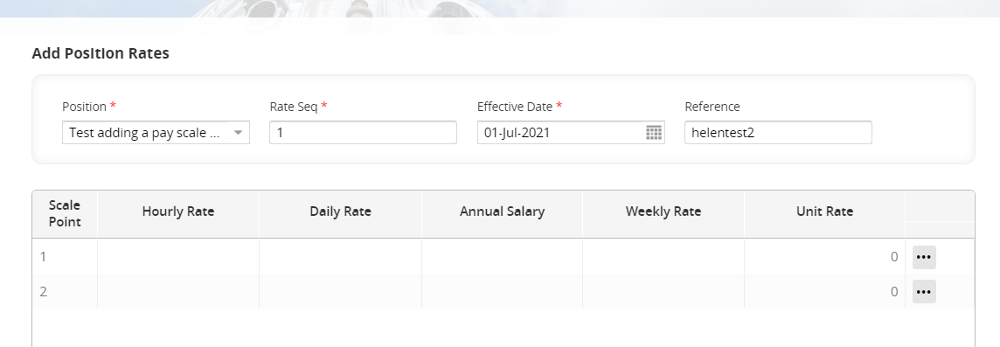 Add Position Rates
Position * Rate Seq * Effective Date * Reference
Test adding a pay scale ... 1 01-Jul-2021 helentest2
Scale Point Hourly Rate Daily Rate Annual Salary Weekly Rate Unit Rate
1 0 •••
2 0 •••